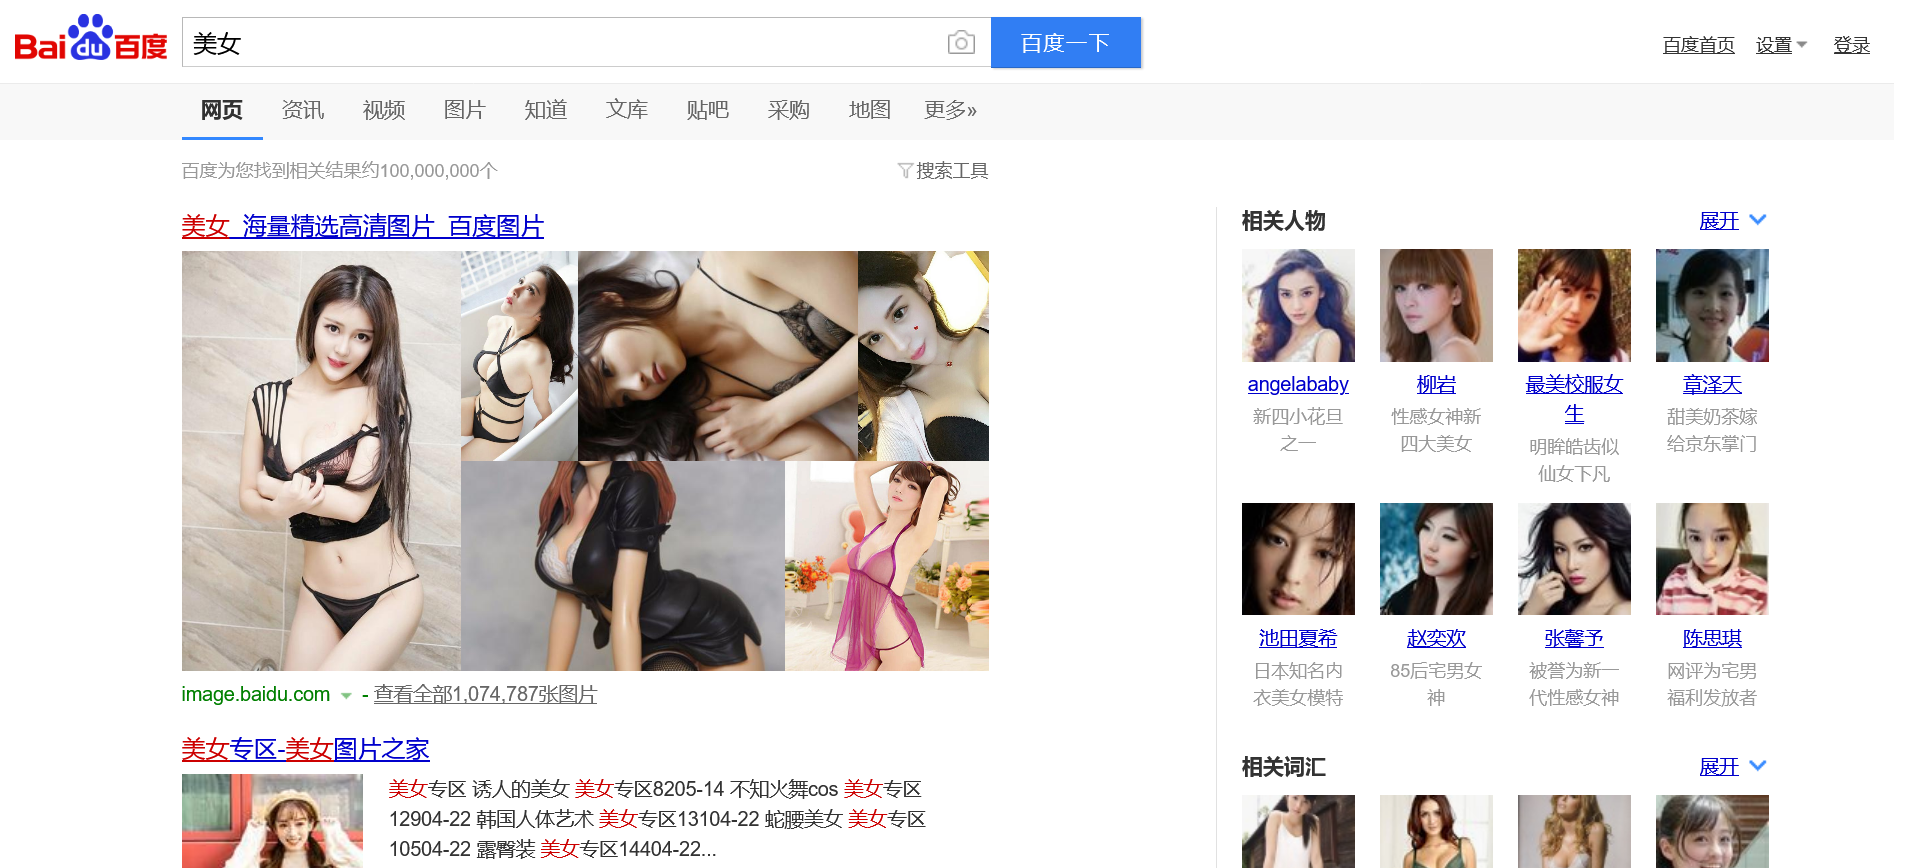 Bai du 百度
美女
百度一下
百度首页 设置 登录
网页 资讯 视频 图片 知道 文库 贴吧 采购 地图 更多»
百度为您找到相关结果约100,000,000个
搜索工具
美女_海量精选高清图片_百度图片
image.baidu.com - 查看全部1,074,787张图片
美女专区-美女图片之家
美女专区 诱人的美女 美女专区8205-14 不知火舞cos 美女专区
12904-22 韩国人体艺术 美女专区13104-22 蛇腰美女 美女专区
10504-22 露臀装 美女专区14404-22...
相关人物 展开
angelababy
新四小花旦
之一
柳岩
性感女神新
四大美女
最美校服女
生
明眸皓齿似
仙女下凡
章泽天
甜美奶茶嫁
给京东掌门
池田夏希
日本知名内
衣美女模特
赵奕欢
85后宅男女
神
张馨予
被誉为新一
代性感女神
陈思琪
网评为宅男
福利发放者
相关词汇 展开